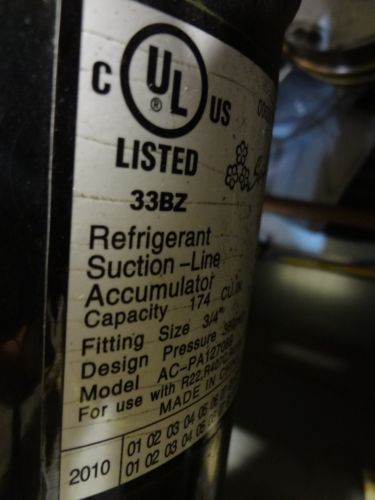 C UL ® US
LISTED
33BZ
Refrigerant
Suction-Line
Accumulator
Capacity 174 CU.IN
Fitting Size 3/4"
Design Pressure
Model AC-PA12708
For use with R22,R407C
MADE IN
2010 01 02 03 04 05 06
01 02 03 04 05